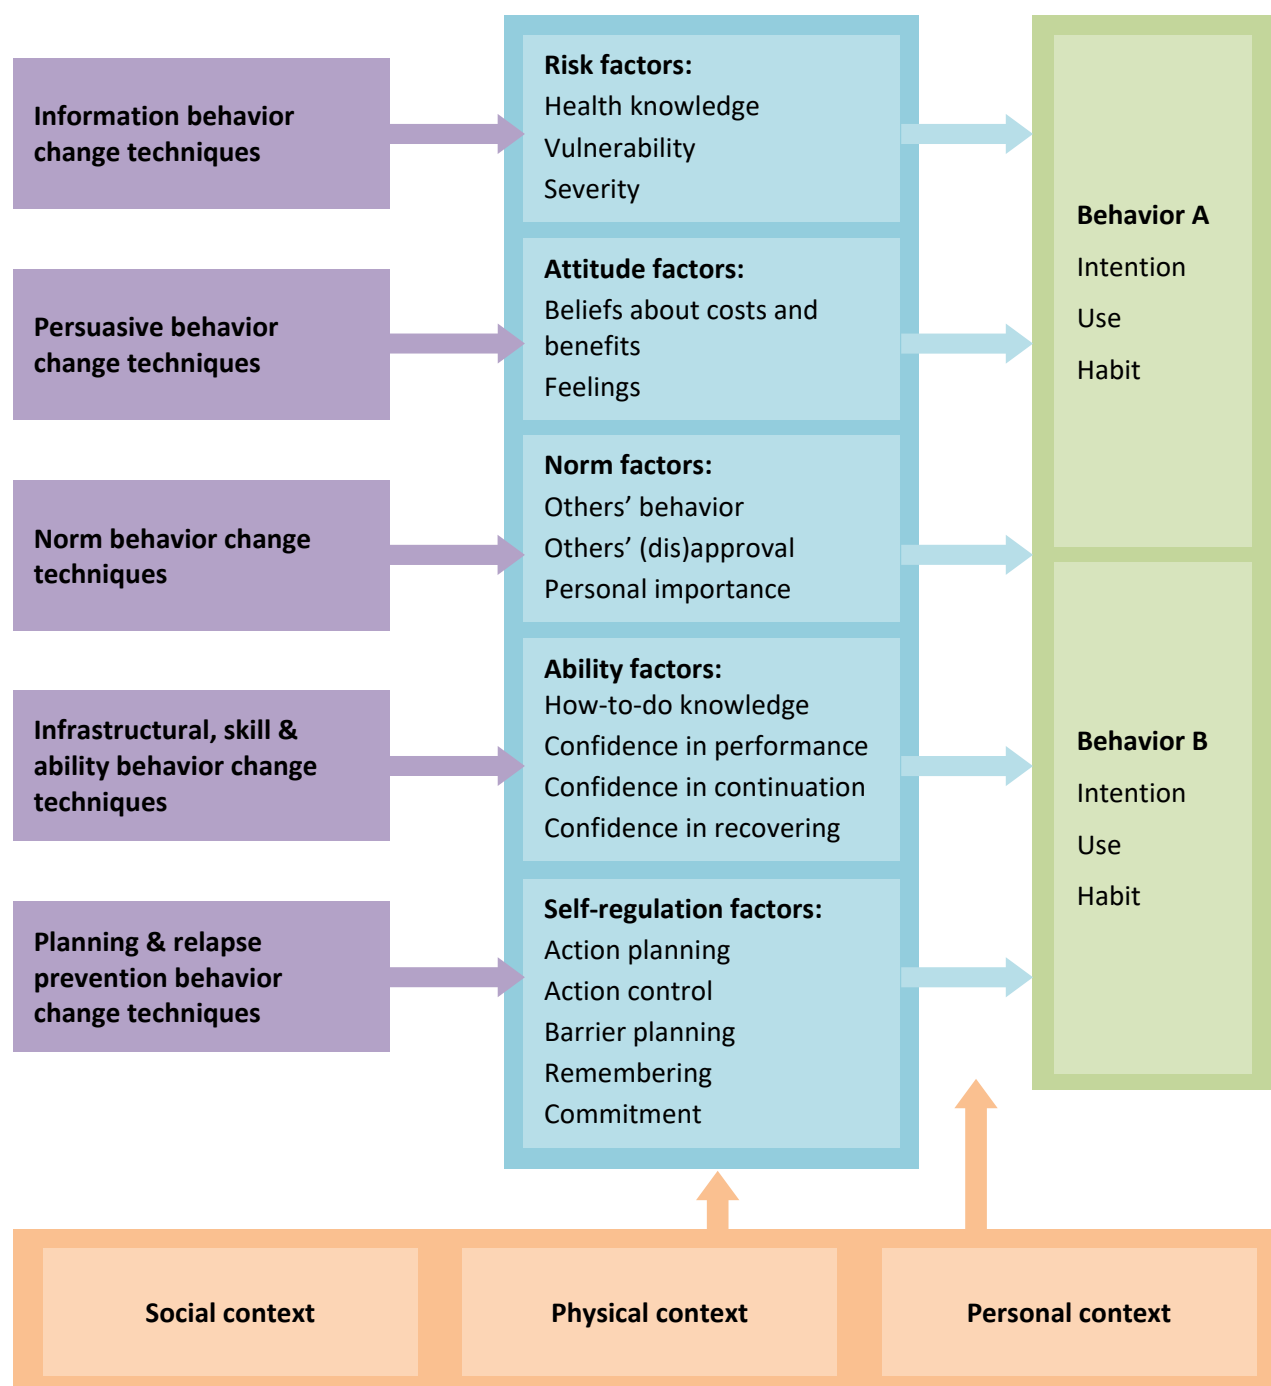 Information behavior
change techniques
Persuasive behavior
change techniques
Norm behavior change
techniques
Infrastructural, skill &
ability behavior change
techniques
Planning & relapse
prevention behavior
change techniques
Risk factors:
Health knowledge
Vulnerability
Severity
Attitude factors:
Beliefs about costs and
benefits
Feelings
Norm factors:
Others’ behavior
Others’ (dis)approval
Personal importance
Ability factors:
How-to-do knowledge
Confidence in performance
Confidence in continuation
Confidence in recovering
Self-regulation factors:
Action planning
Action control
Barrier planning
Remembering
Commitment
Behavior A
Intention
Use
Habit
Behavior B
Intention
Use
Habit
Social context
Physical context
Personal context